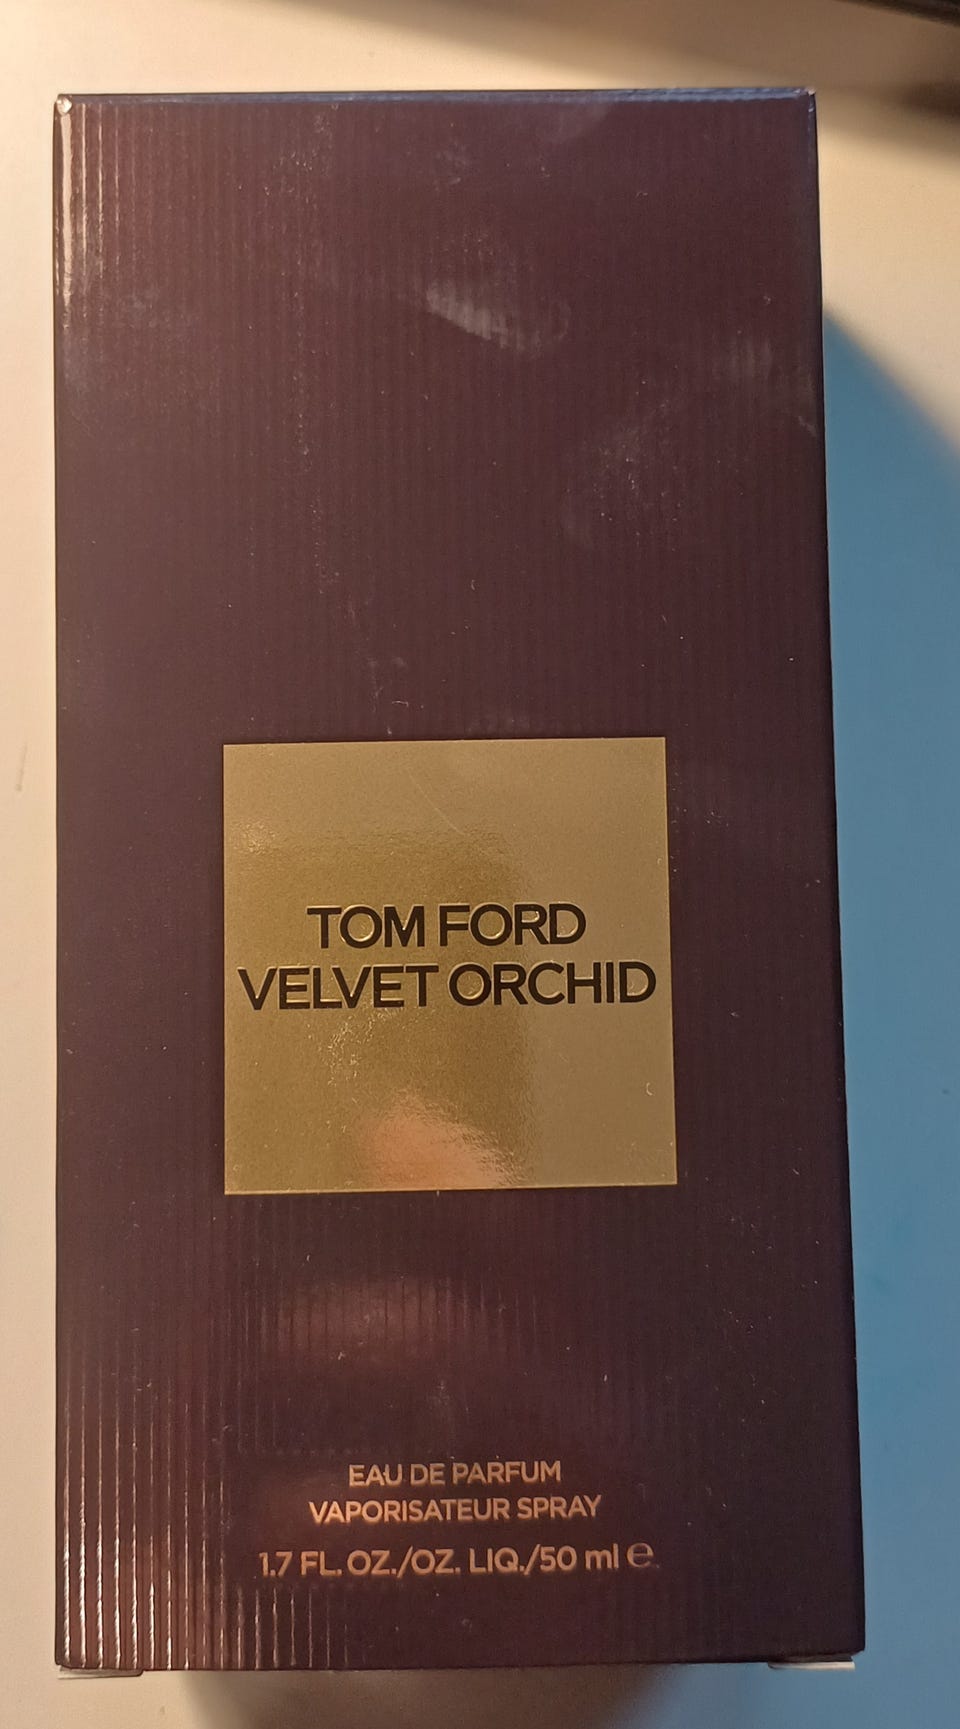 TOM FORD
VELVET ORCHID
EAU DE PARFUM
VAPORISATEUR SPRAY
1.7 FL. OZ./OZ. LIQ./50 ml ℮